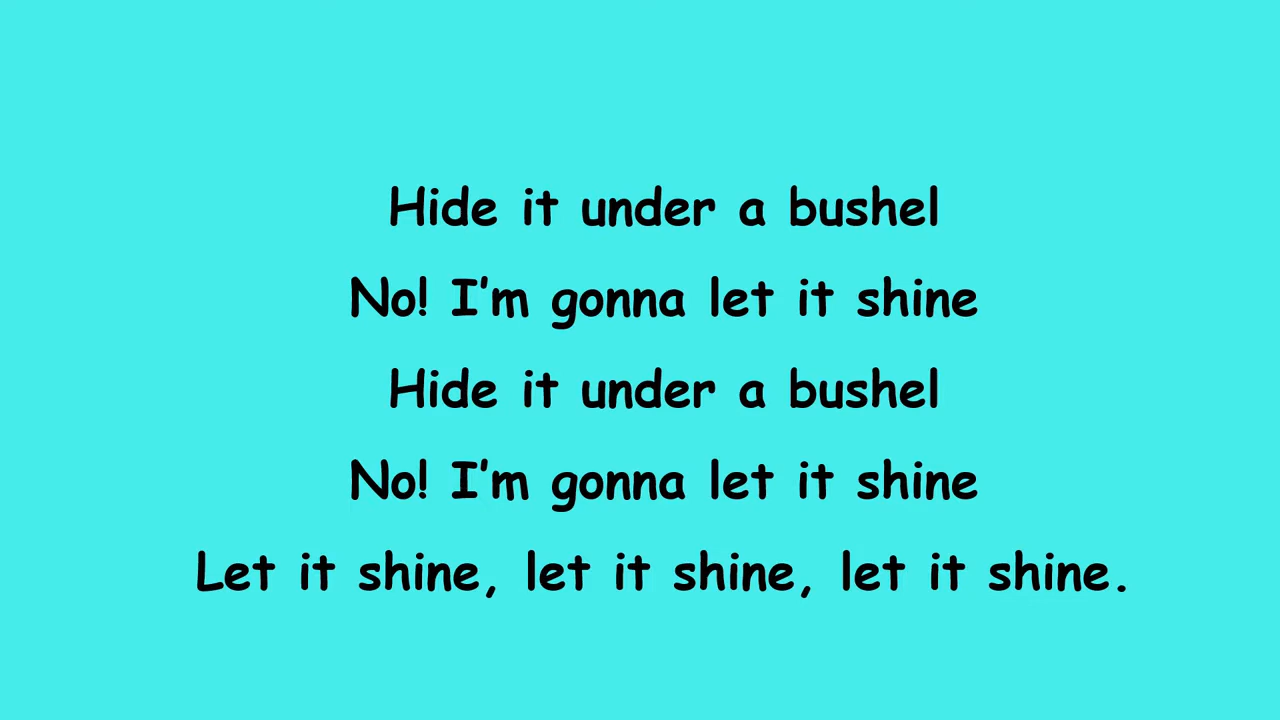 Hide it under a bushel
No! I’m gonna let it shine
Hide it under a bushel
No! I’m gonna let it shine
Let it shine, let it shine, let it shine.